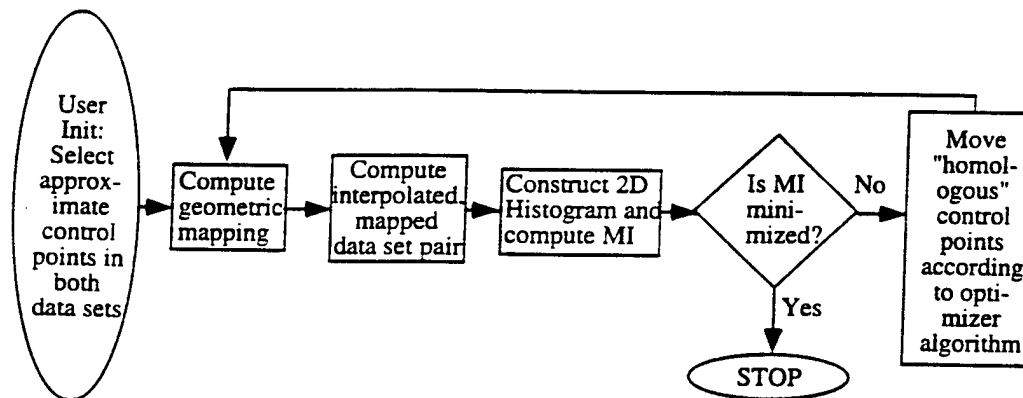 User
Init:
Select
approx-
imate
control
points in
both
data sets
Compute
geometric
mapping
Compute
interpolated
mapped
data set pair
Construct 2D
Histogram and
compute MI
Is MI
mini-
mized?
No
Yes
STOP
Move
"homol-
ogous"
control
points
according
to opti-
mizer
algorithm